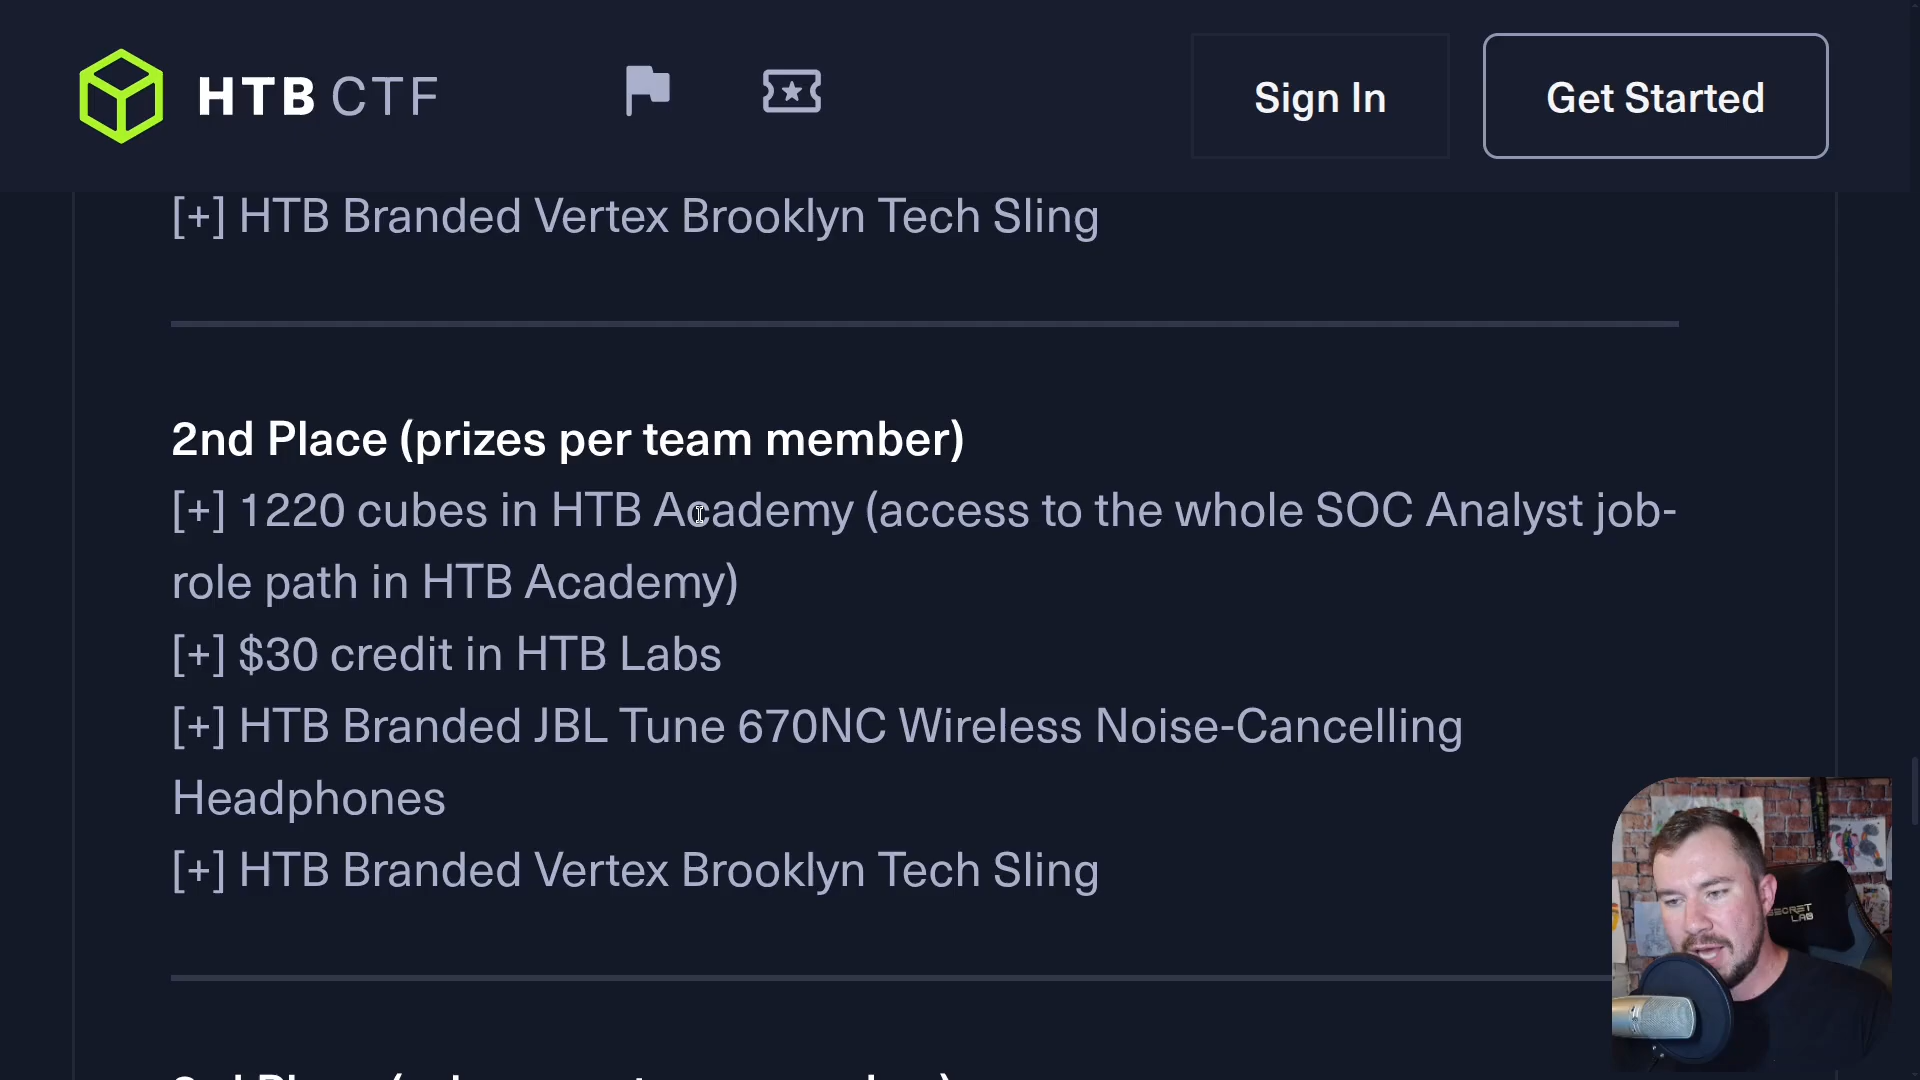 HTB CTF
Sign In
Get Started
[+] HTB Branded Vertex Brooklyn Tech Sling
2nd Place (prizes per team member)
[+] 1220 cubes in HTB Academy (access to the whole SOC Analyst job-
role path in HTB Academy)
[+] $30 credit in HTB Labs
[+] HTB Branded JBL Tune 670NC Wireless Noise-Cancelling
Headphones
[+] HTB Branded Vertex Brooklyn Tech Sling
SECRET
LAB